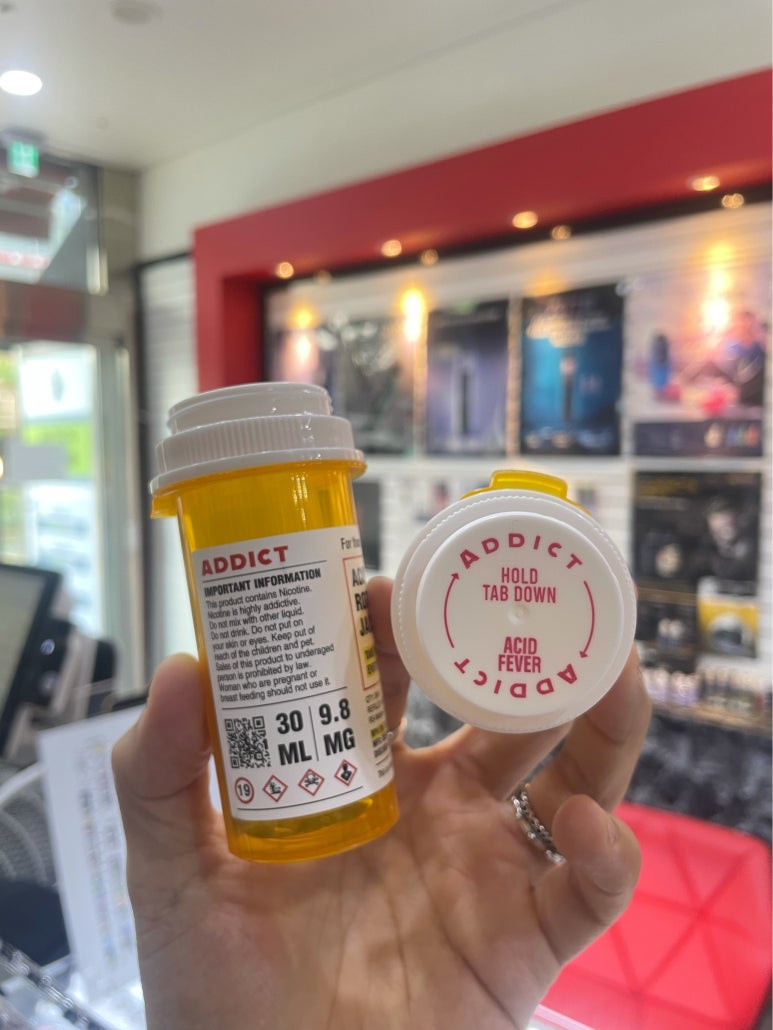 ADDICT
IMPORTANT INFORMATION
This product contains Nicotine.
Nicotine is highly addictive.
Do not mix with other liquid.
Do not drink. Do not put on
your skin or eyes. Keep out of
reach of the children and pet.
Sales of this product to underaged
person is prohibited by law.
Woman who are pregnant or
breast feeding should not use it.
30
ML
9.8
MG
19
For
ADDICT
HOLD
TAB DOWN
ACID
FEVER
ADDICT